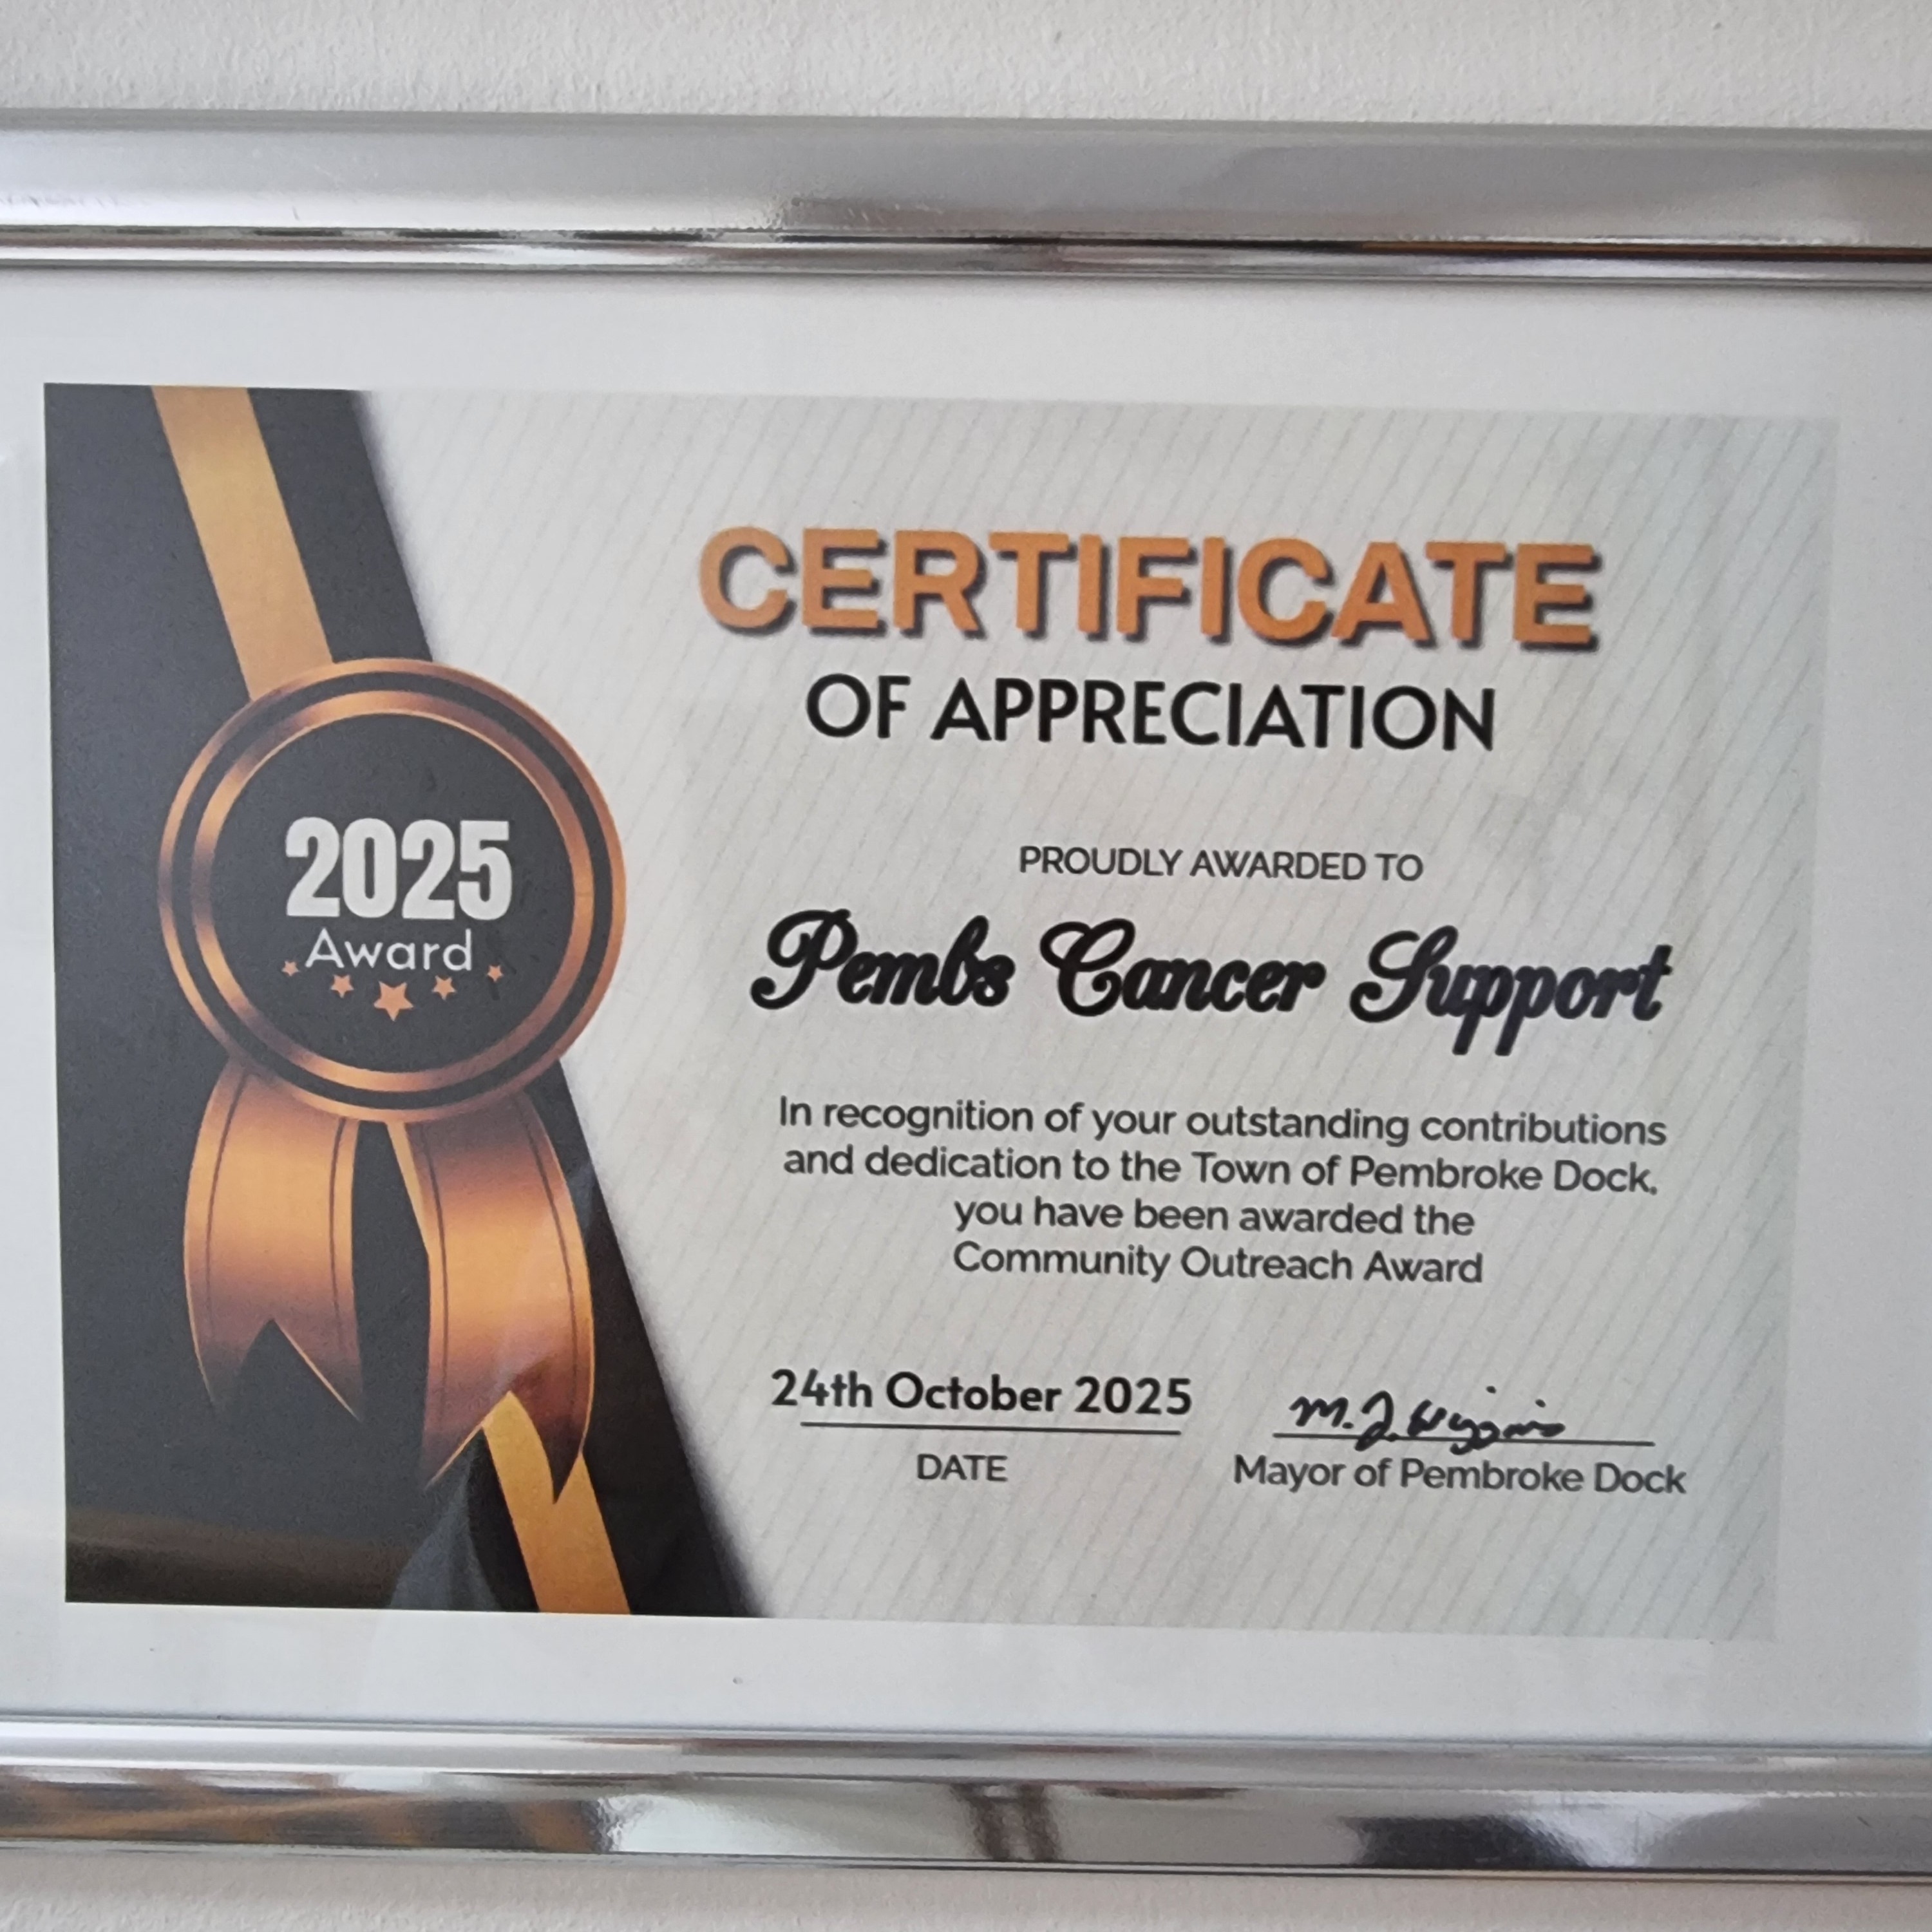 CERTIFICATE
OF APPRECIATION
2025
Award
PROUDLY AWARDED TO
Pembs Cancer Support
In recognition of your outstanding contributions
and dedication to the Town of Pembroke Dock,
you have been awarded the
Community Outreach Award
24th October 2025
M.J. Wiggins
DATE
Mayor of Pembroke Dock